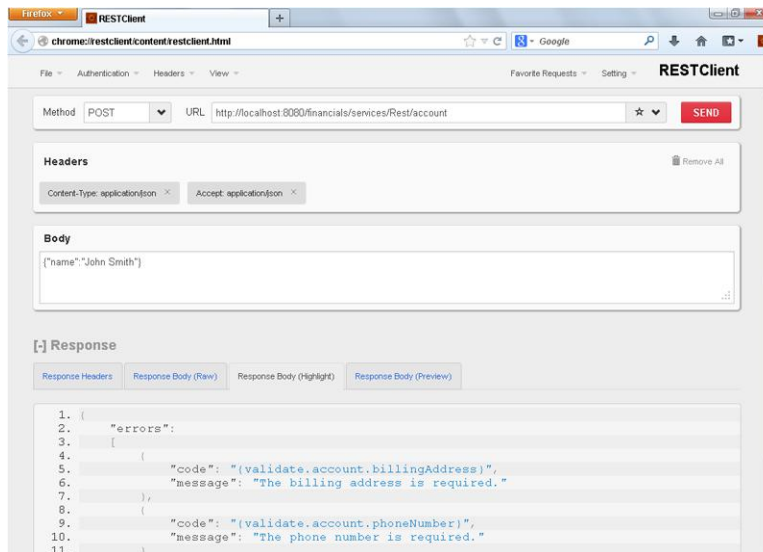 Firefox
RESTClient
chrome://restclient/content/restclient.html
Google
File Authentication Headers View Favorite Requests Setting RESTClient
Method POST URL http://localhost:8080/financials/services/Rest/account SEND
Headers Remove All
Content-Type: application/json Accept: application/json
Body
{"name":"John Smith"}
[-] Response
Response Headers Response Body (Raw) Response Body (Highlight) Response Body (Preview)
1. {
2. "errors":
3. [
4. {
5. "code": "{validate.account.billingAddress}",
6. "message": "The billing address is required."
7. },
8. {
9. "code": "{validate.account.phoneNumber}",
10. "message": "The phone number is required."
11. }